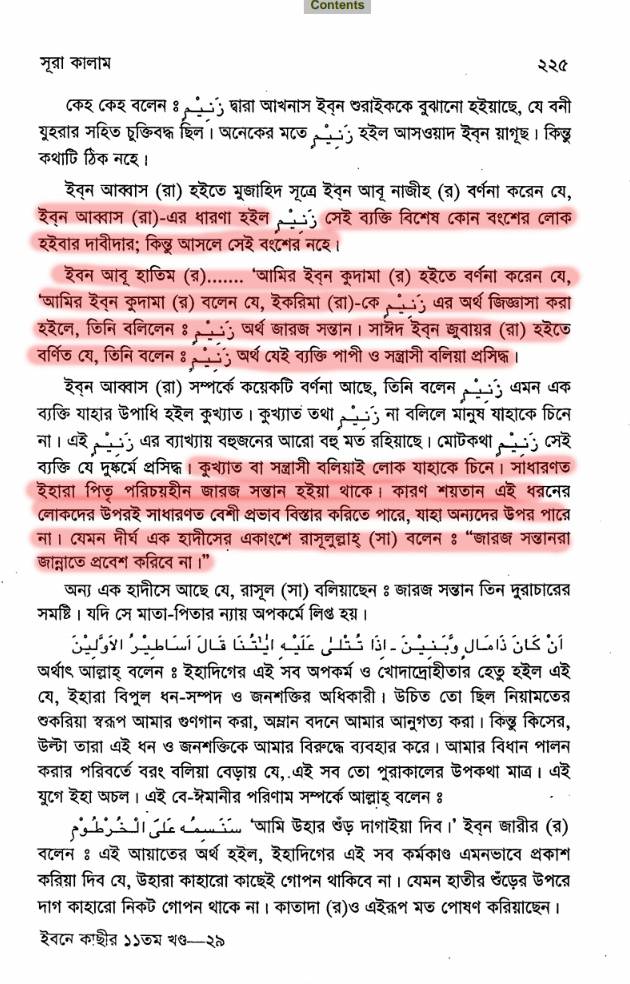 Contents
সূরা কালাম ২২৫
কেহ কেহ বলেন ঃ زَنِيْمٍ দ্বারা আখনাস ইব্‌ন শুরাইককে বুঝানো হইয়াছে, যে বনী
যুহরার সহিত চুক্তিবদ্ধ ছিল। অনেকের মতে زَنِيْمٍ হইল আসওয়াদ ইব্‌ন য়াগূছ। কিন্তু
কথাটি ঠিক নহে।
ইব্‌ন আব্বাস (রা) হইতে মুজাহিদ সূত্রে ইব্‌ন আবূ নাজীহ (র) বর্ণনা করেন যে,
ইব্‌ন আব্বাস (রা)-এর ধারণা হইল زَنِيْمٍ সেই ব্যক্তি বিশেষ কোন বংশের লোক
হইবার দাবীদার; কিন্তু আসলে সেই বংশের নহে।
ইবন আবূ হাতিম (র)....... ‘আমির ইব্‌ন কুদামা (র) হইতে বর্ণনা করেন যে,
‘আমির ইব্‌ন কুদামা (র) বলেন যে, ইকরিমা (রা)-কে زَنِيْمٍ এর অর্থ জিজ্ঞাসা করা
হইলে, তিনি বলিলেন ঃ زَنِيْمٍ অর্থ জারজ সন্তান। সাঈদ ইব্‌ন জুবায়র (রা) হইতে
বর্ণিত যে, তিনি বলেন ঃ زَنِيْمٍ অর্থ যেই ব্যক্তি পাপী ও সন্ত্রাসী বলিয়া প্রসিদ্ধ।
ইব্‌ন আব্বাস (রা) সম্পর্কে কয়েকটি বর্ণনা আছে, তিনি বলেন زَنِيْمٍ এমন এক
ব্যক্তি যাহার উপাধি হইল কুখ্যাত। কুখ্যাত তথা زَنِيْمٍ না বলিলে মানুষ যাহাকে চিনে
না। এই زَنِيْمٍ এর ব্যাখ্যায় বহুজনের আরো বহু মত রহিয়াছে। মোটকথা زَنِيْمٍ সেই
ব্যক্তি যে দুষ্কর্মে প্রসিদ্ধ। কুখ্যাত বা সন্ত্রাসী বলিয়াই লোক যাহাকে চিনে। সাধারণত
ইহারা পিতৃ পরিচয়হীন জারজ সন্তান হইয়া থাকে। কারণ শয়তান এই ধরনের
লোকদের উপরই সাধারণত বেশী প্রভাব বিস্তার করিতে পারে, যাহা অন্যদের উপর পারে
না। যেমন দীর্ঘ এক হাদীসের একাংশে রাসূলুল্লাহ্ (সা) বলেন ঃ “জারজ সন্তানরা
জান্নাতে প্রবেশ করিবে না।”
অন্য এক হাদীসে আছে যে, রাসূল (সা) বলিয়াছেন ঃ জারজ সন্তান তিন দুরাচারের
সমষ্টি। যদি সে মাতা-পিতার ন্যায় অপকর্মে লিপ্ত হয়।
اَنْ كَانَ ذَا مَالٍ وَّبَنِيْنَ - اِذَا تُتْلٰى عَلَيْهِ اٰيٰتُنَا قَالَ اَسَاطِيْرُ الْاَوَّلِيْنَ
অর্থাৎ আল্লাহ্ বলেন ঃ ইহাদিগের এই সব অপকর্ম ও খোদাদ্রোহীতার হেতু হইল এই
যে, ইহারা বিপুল ধন-সম্পদ ও জনশক্তির অধিকারী। উচিত তো ছিল নিয়ামতের
শুকরিয়া স্বরূপ আমার গুণগান করা, অম্লান বদনে আমার আনুগত্য করা। কিন্তু কিসের,
উল্টা তারা এই ধন ও জনশক্তিকে আমার বিরুদ্ধে ব্যবহার করে। আমার বিধান পালন
করার পরিবর্তে বরং বলিয়া বেড়ায় যে, এই সব তো পুরাকালের উপকথা মাত্র। এই
যুগে ইহা অচল। এই বে-ঈমানীর পরিণাম সম্পর্কে আল্লাহ্ বলেন ঃ
سَنَسِمُهٗ عَلَى الْخُرْطُوْمِ ‘আমি উহার শুঁড় দাগাইয়া দিব।’ ইব্‌ন জারীর (র)
বলেন ঃ এই আয়াতের অর্থ হইল, ইহাদিগের এই সব কর্মকাণ্ড এমনভাবে প্রকাশ
করিয়া দিব যে, উহারা কাহারো কাছেই গোপন থাকিবে না। যেমন হাতীর শুঁড়ের উপরে
দাগ কাহারো নিকট গোপন থাকে না। কাতাদা (র)ও এইরূপ মত পোষণ করিয়াছেন।
ইবনে কাছীর ১১তম খণ্ড—২৯